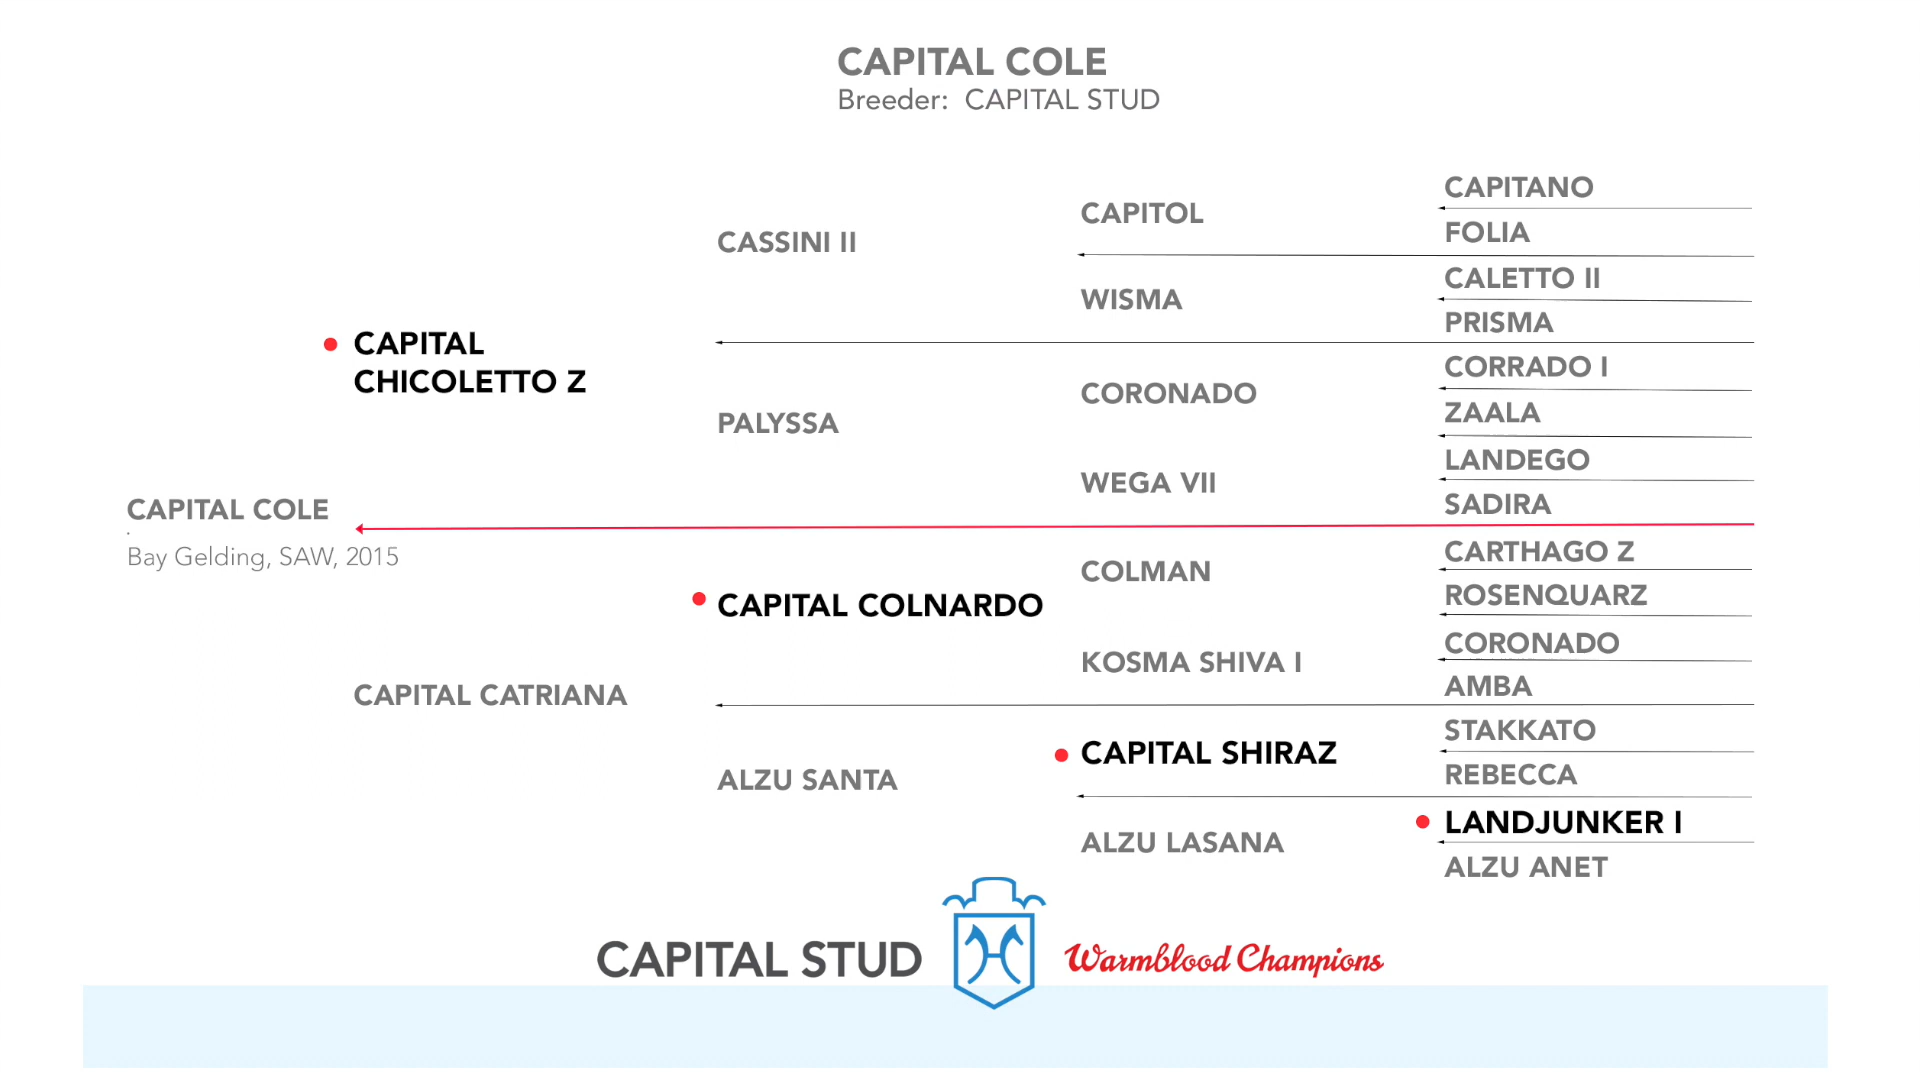 CAPITAL COLE
Breeder: CAPITAL STUD
CAPITANO
CAPITOL
FOLIA
CASSINI II
CALETTO II
WISMA
PRISMA
CAPITAL
CHICOLETTO Z
CORRADO I
CORONADO
ZAALA
PALYSSA
LANDEGO
WEGA VII
SADIRA
CAPITAL COLE
Bay Gelding, SAW, 2015
CARTHAGO Z
COLMAN
ROSENQUARZ
CAPITAL COLNARDO
CORONADO
KOSMA SHIVA I
AMBA
CAPITAL CATRIANA
STAKKATO
CAPITAL SHIRAZ
REBECCA
ALZU SANTA
LANDJUNKER I
ALZU LASANA
ALZU ANET
CAPITAL STUD
Warmblood Champions